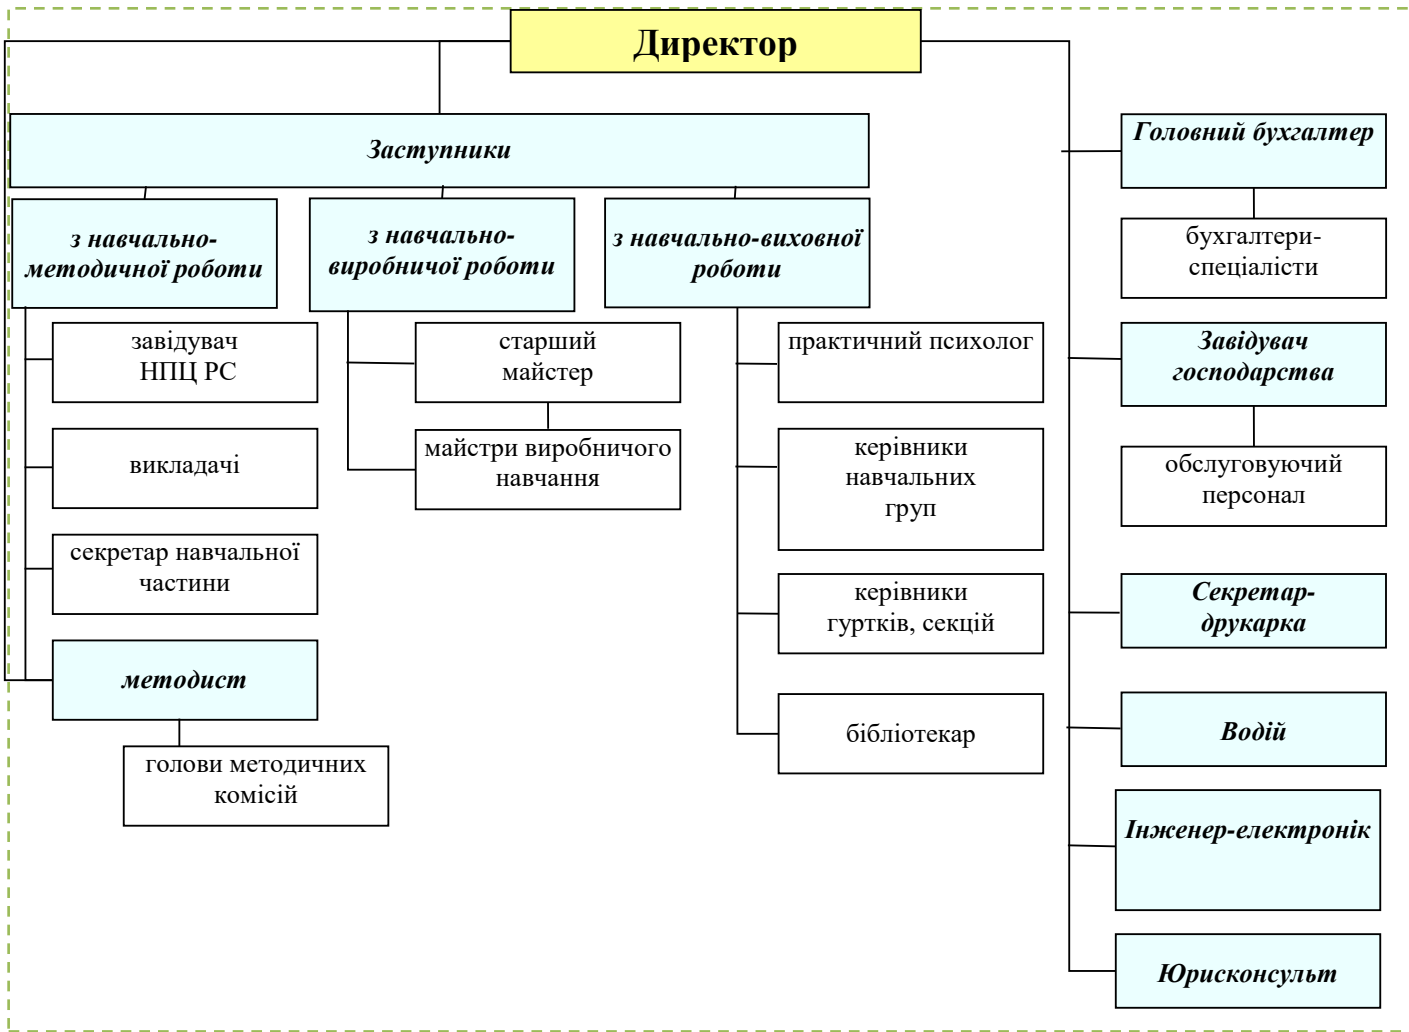 Директор
Заступники
з навчально-
методичної роботи
завідувач
НПЦ РС
викладачі
секретар навчальної
частини
методист
голови методичних
комісій
з навчально-
виробничої роботи
старший
майстер
майстри виробничого
навчання
з навчально-виховної
роботи
практичний психолог
керівники
навчальних
груп
керівники
гуртків, секцій
бібліотекар
Головний бухгалтер
бухгалтери-
спеціалісти
Завідувач
господарства
обслуговуючий
персонал
Секретар-
друкарка
Водій
Інженер-електронік
Юрисконсульт